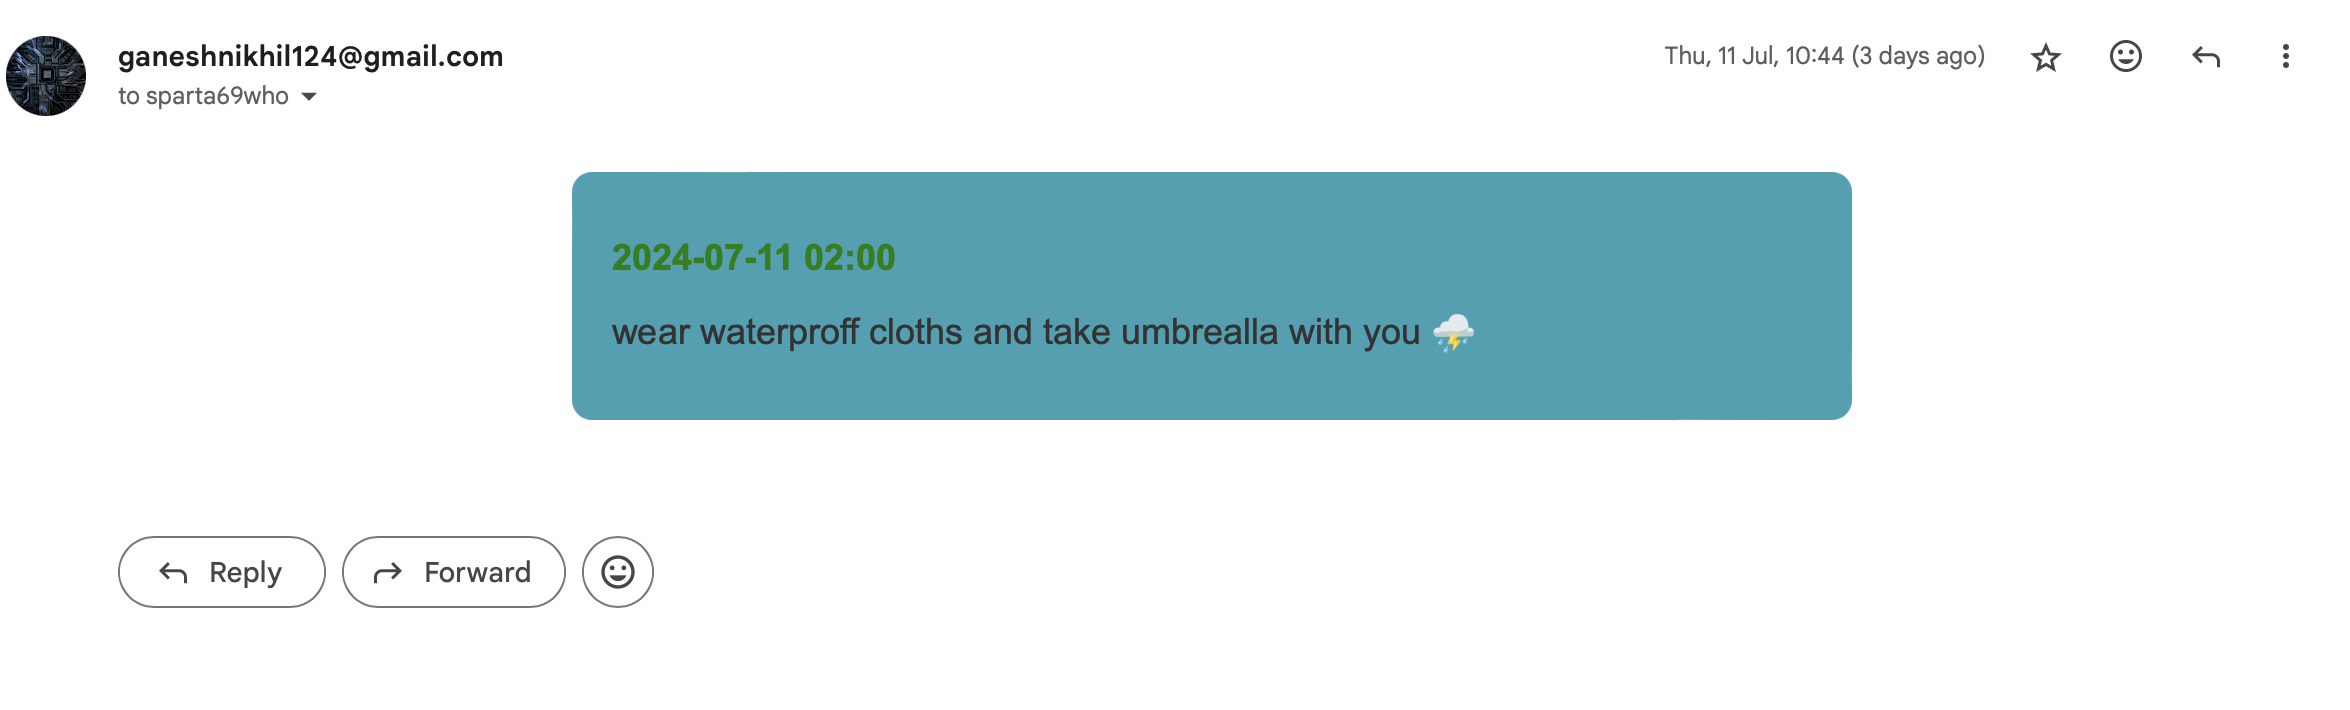 ganeshnikhil124@gmail.com
Thu, 11 Jul, 10:44 (3 days ago)
to sparta69who
2024-07-11 02:00
wear waterproff cloths and take umbrealla with you ⛈️
Reply
Forward